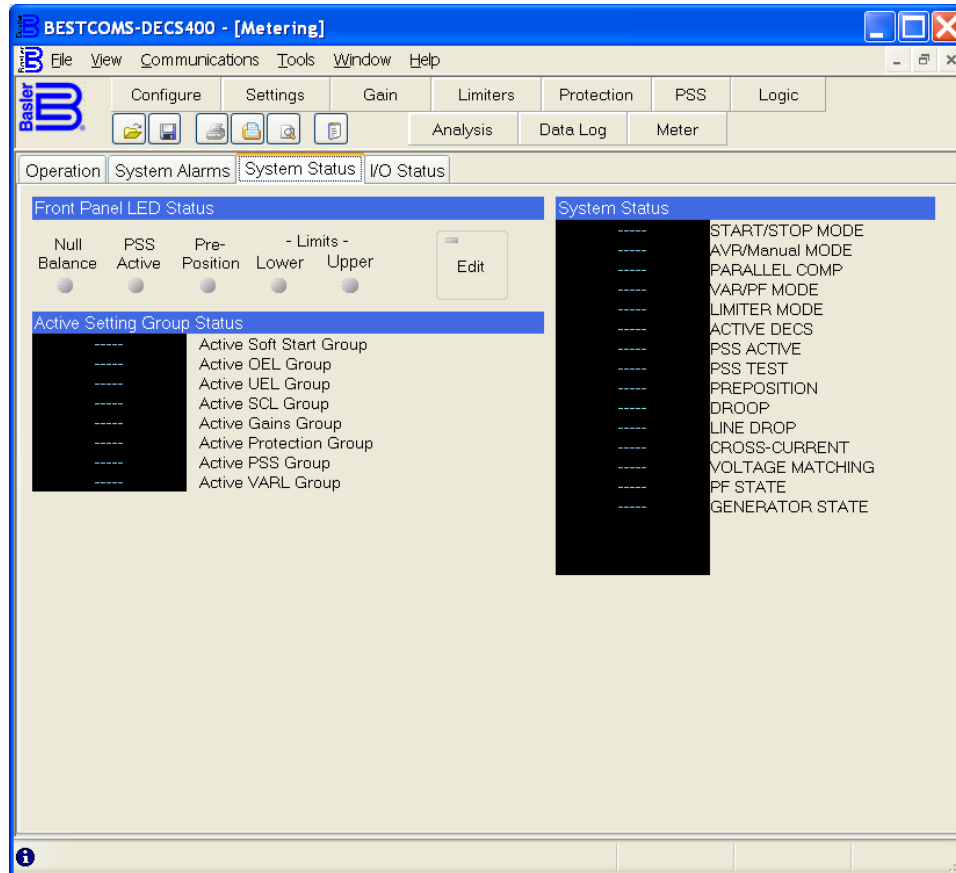 BESTCOMS-DECS400 - [Metering]
File View Communications Tools Window Help
Basler
Configure Settings Gain Limiters Protection PSS Logic
Analysis Data Log Meter
Operation System Alarms System Status I/O Status
Front Panel LED Status
Null Balance
PSS Active
Pre-Position
- Limits -
Lower Upper
Edit
Active Setting Group Status
----- Active Soft Start Group
----- Active OEL Group
----- Active UEL Group
----- Active SCL Group
----- Active Gains Group
----- Active Protection Group
----- Active PSS Group
----- Active VARL Group
System Status
----- START/STOP MODE
----- AVR/Manual MODE
----- PARALLEL COMP
----- VAR/PF MODE
----- LIMITER MODE
----- ACTIVE DECS
----- PSS ACTIVE
----- PSS TEST
----- PREPOSITION
----- DROOP
----- LINE DROP
----- CROSS-CURRENT
----- VOLTAGE MATCHING
----- PF STATE
----- GENERATOR STATE